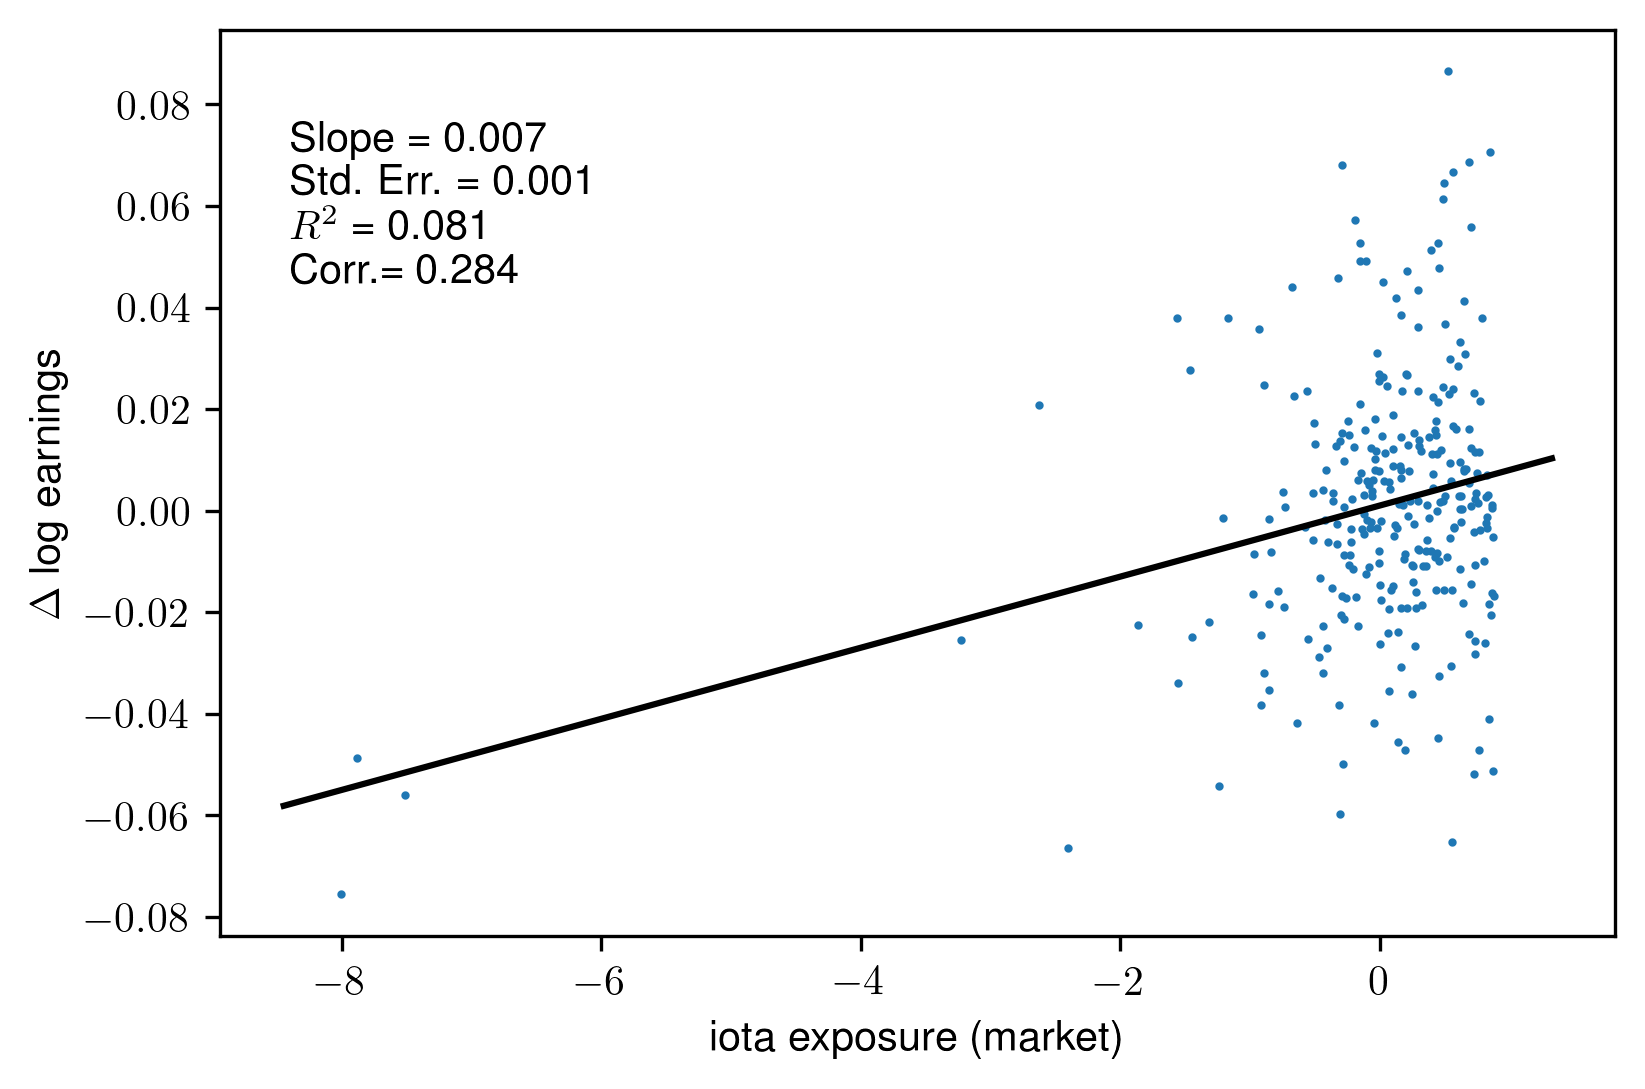 Slope = 0.007
Std. Err. = 0.001
R² = 0.081
Corr.= 0.284
0.08
0.06
0.04
0.02
0.00
−0.02
−0.04
−0.06
−0.08
Δ log earnings
−8
−6
−4
−2
0
iota exposure (market)